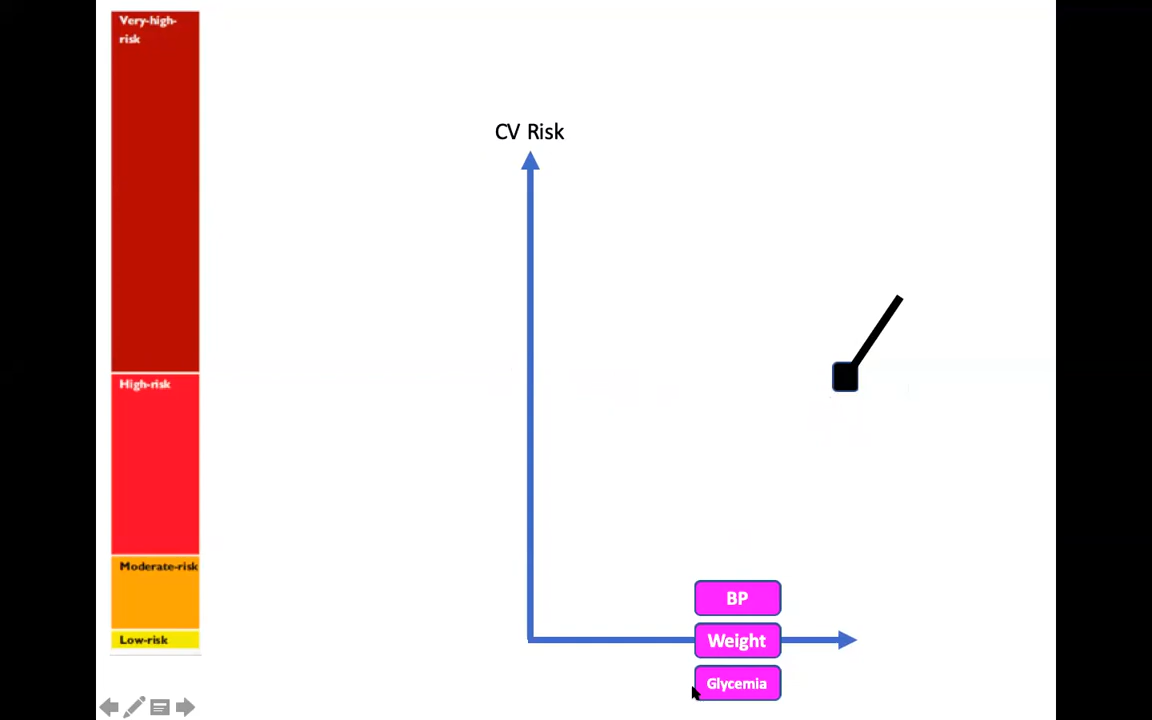 Very-high-
risk
CV Risk
High-risk
Moderate-risk
BP
Low-risk
Weight
Glycemia